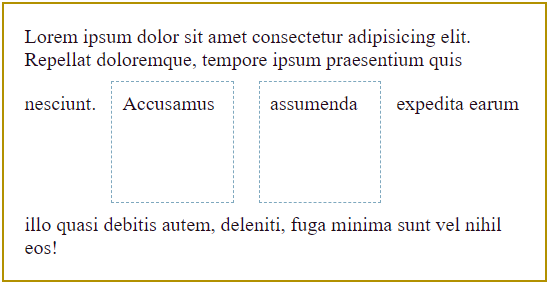 Lorem ipsum dolor sit amet consectetur adipisicing elit.
Repellat doloremque, tempore ipsum praesentium quis
nesciunt. Accusamus assumenda expedita earum
illo quasi debitis autem, deleniti, fuga minima sunt vel nihil
eos!